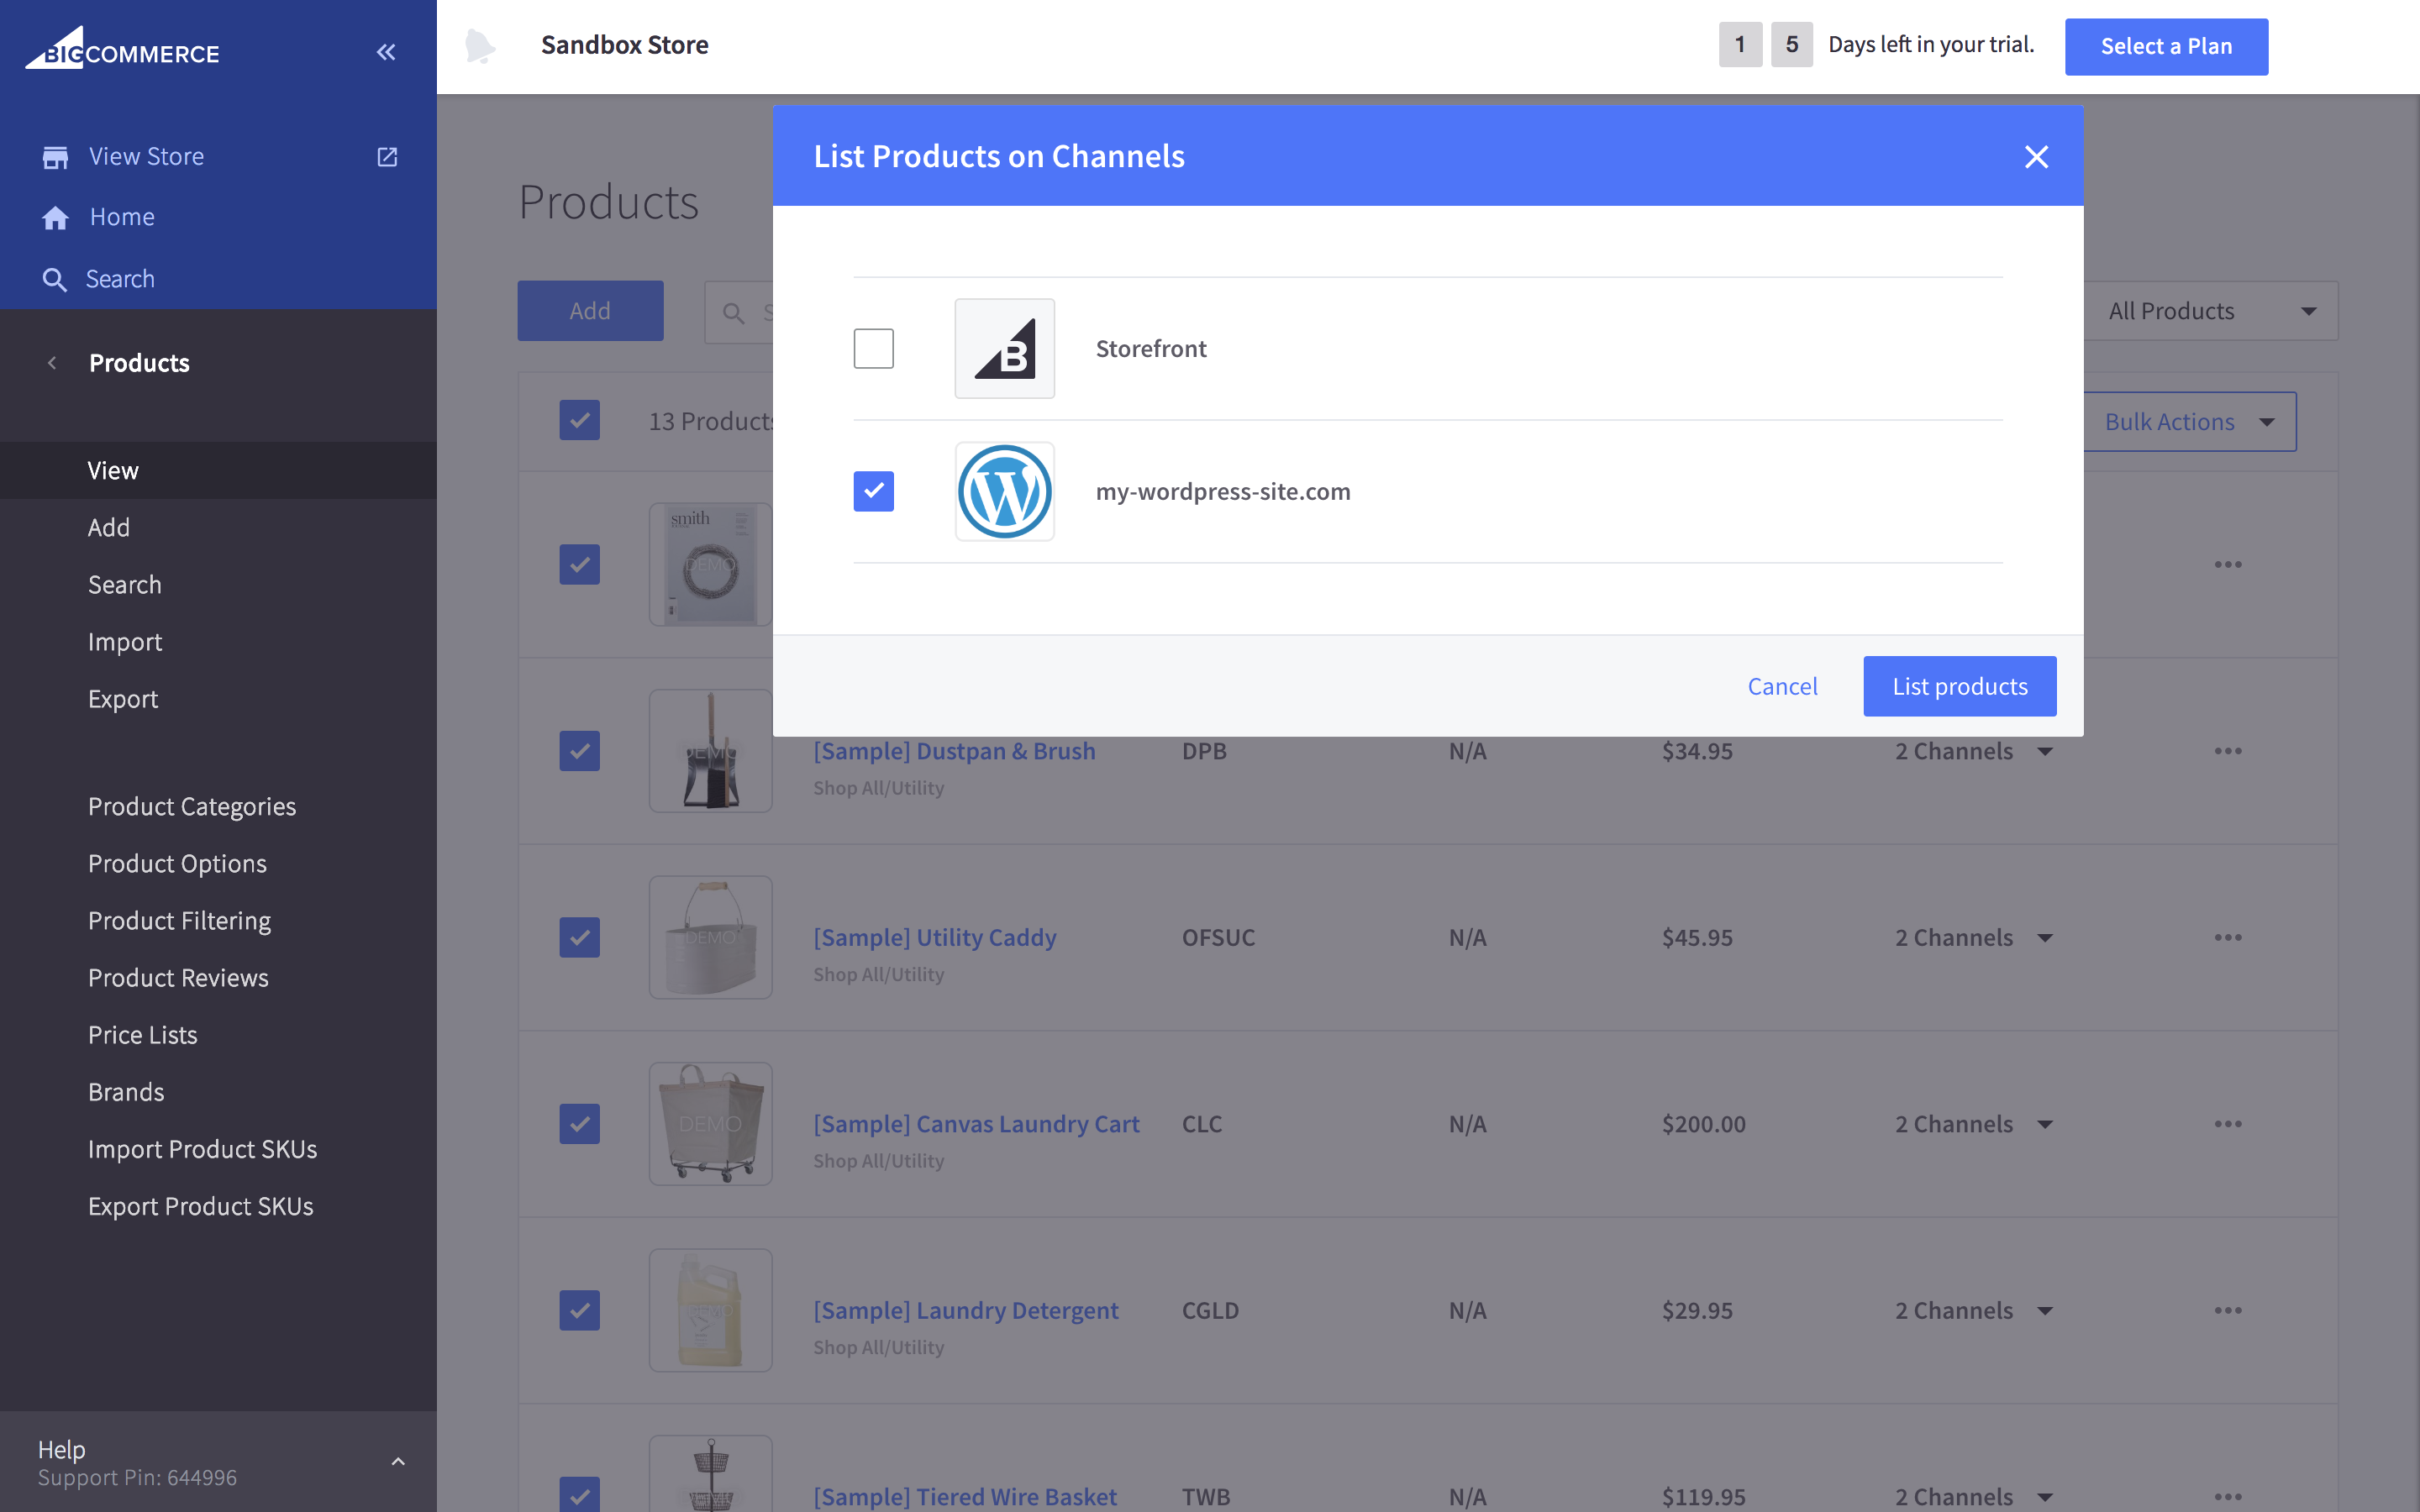 BIGCOMMERCE
Sandbox Store
1 5 Days left in your trial.
Select a Plan
View Store
Home
Search
Products
View
Add
Search
Import
Export
Product Categories
Product Options
Product Filtering
Product Reviews
Price Lists
Brands
Import Product SKUs
Export Product SKUs
Help
Support Pin: 644996
Products
Add
S
All Products
13 Products
Bulk Actions
List Products on Channels
B
Storefront
W
my-wordpress-site.com
Cancel
List products
smith
DEMO
DEMO
[Sample] Dustpan & Brush DPB N/A $34.95 2 Channels
Shop All/Utility
DEMO
[Sample] Utility Caddy OFSUC N/A $45.95 2 Channels
Shop All/Utility
DEMO
[Sample] Canvas Laundry Cart CLC N/A $200.00 2 Channels
Shop All/Utility
DEMO
[Sample] Laundry Detergent CGLD N/A $29.95 2 Channels
Shop All/Utility
[Sample] Tiered Wire Basket TWB N/A $119.95 2 Channels